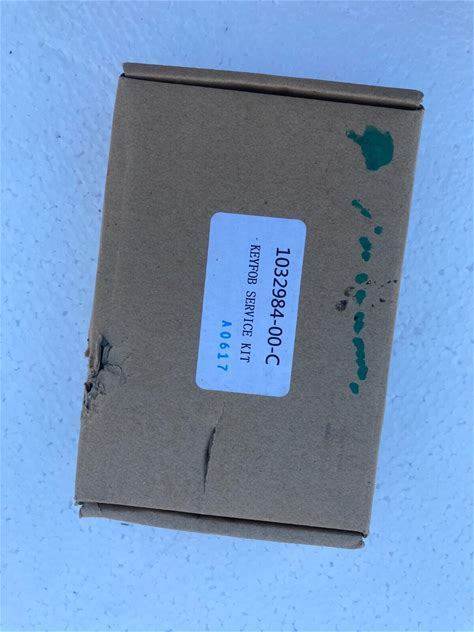 1032984-00-C
KEYFOB SERVICE KIT
A0617